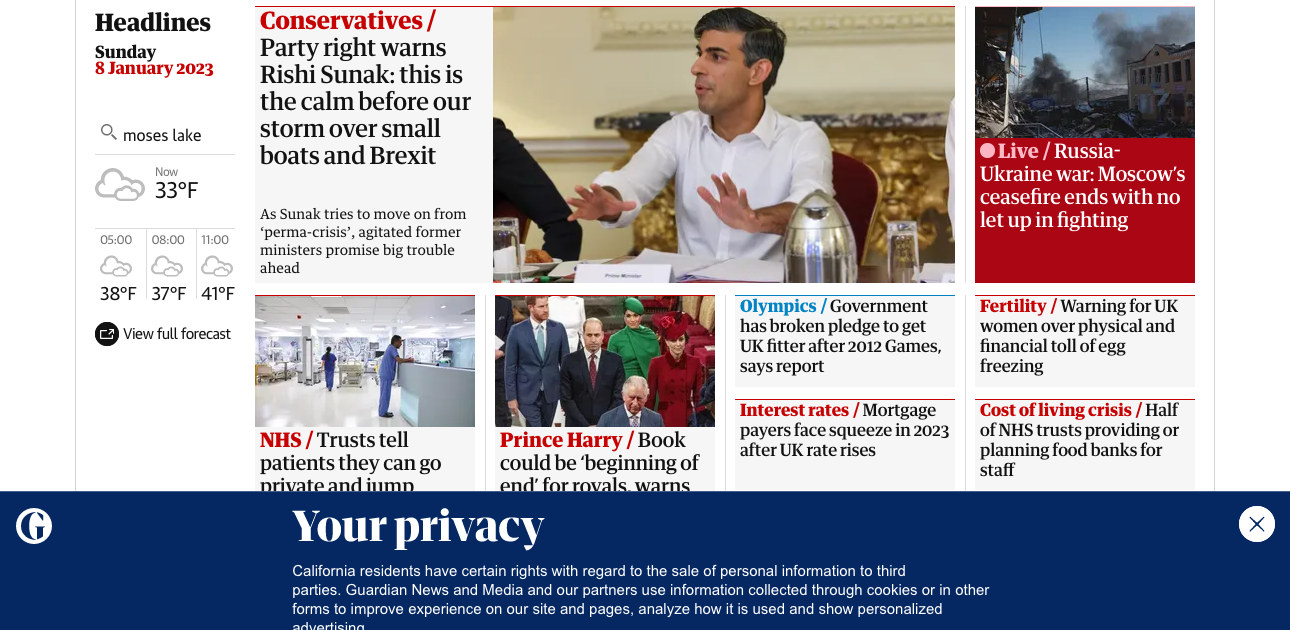 Headlines
Sunday
8 January 2023
moses lake
Now
33°F
05:00
08:00
11:00
38°F
37°F
41°F
View full forecast
Conservatives /
Party right warns
Rishi Sunak: this is
the calm before our
storm over small
boats and Brexit
As Sunak tries to move on from
‘perma-crisis’, agitated former
ministers promise big trouble
ahead
Prime Minister
Live / Russia-
Ukraine war: Moscow’s
ceasefire ends with no
let up in fighting
NHS / Trusts tell
patients they can go
private and jump
Prince Harry / Book
could be ‘beginning of
end’ for royals, warns
Olympics / Government
has broken pledge to get
UK fitter after 2012 Games,
says report
Interest rates / Mortgage
payers face squeeze in 2023
after UK rate rises
Fertility / Warning for UK
women over physical and
financial toll of egg
freezing
Cost of living crisis / Half
of NHS trusts providing or
planning food banks for
staff
G
Your privacy
California residents have certain rights with regard to the sale of personal information to third
parties. Guardian News and Media and our partners use information collected through cookies or in other
forms to improve experience on our site and pages, analyze how it is used and show personalized
advertising.